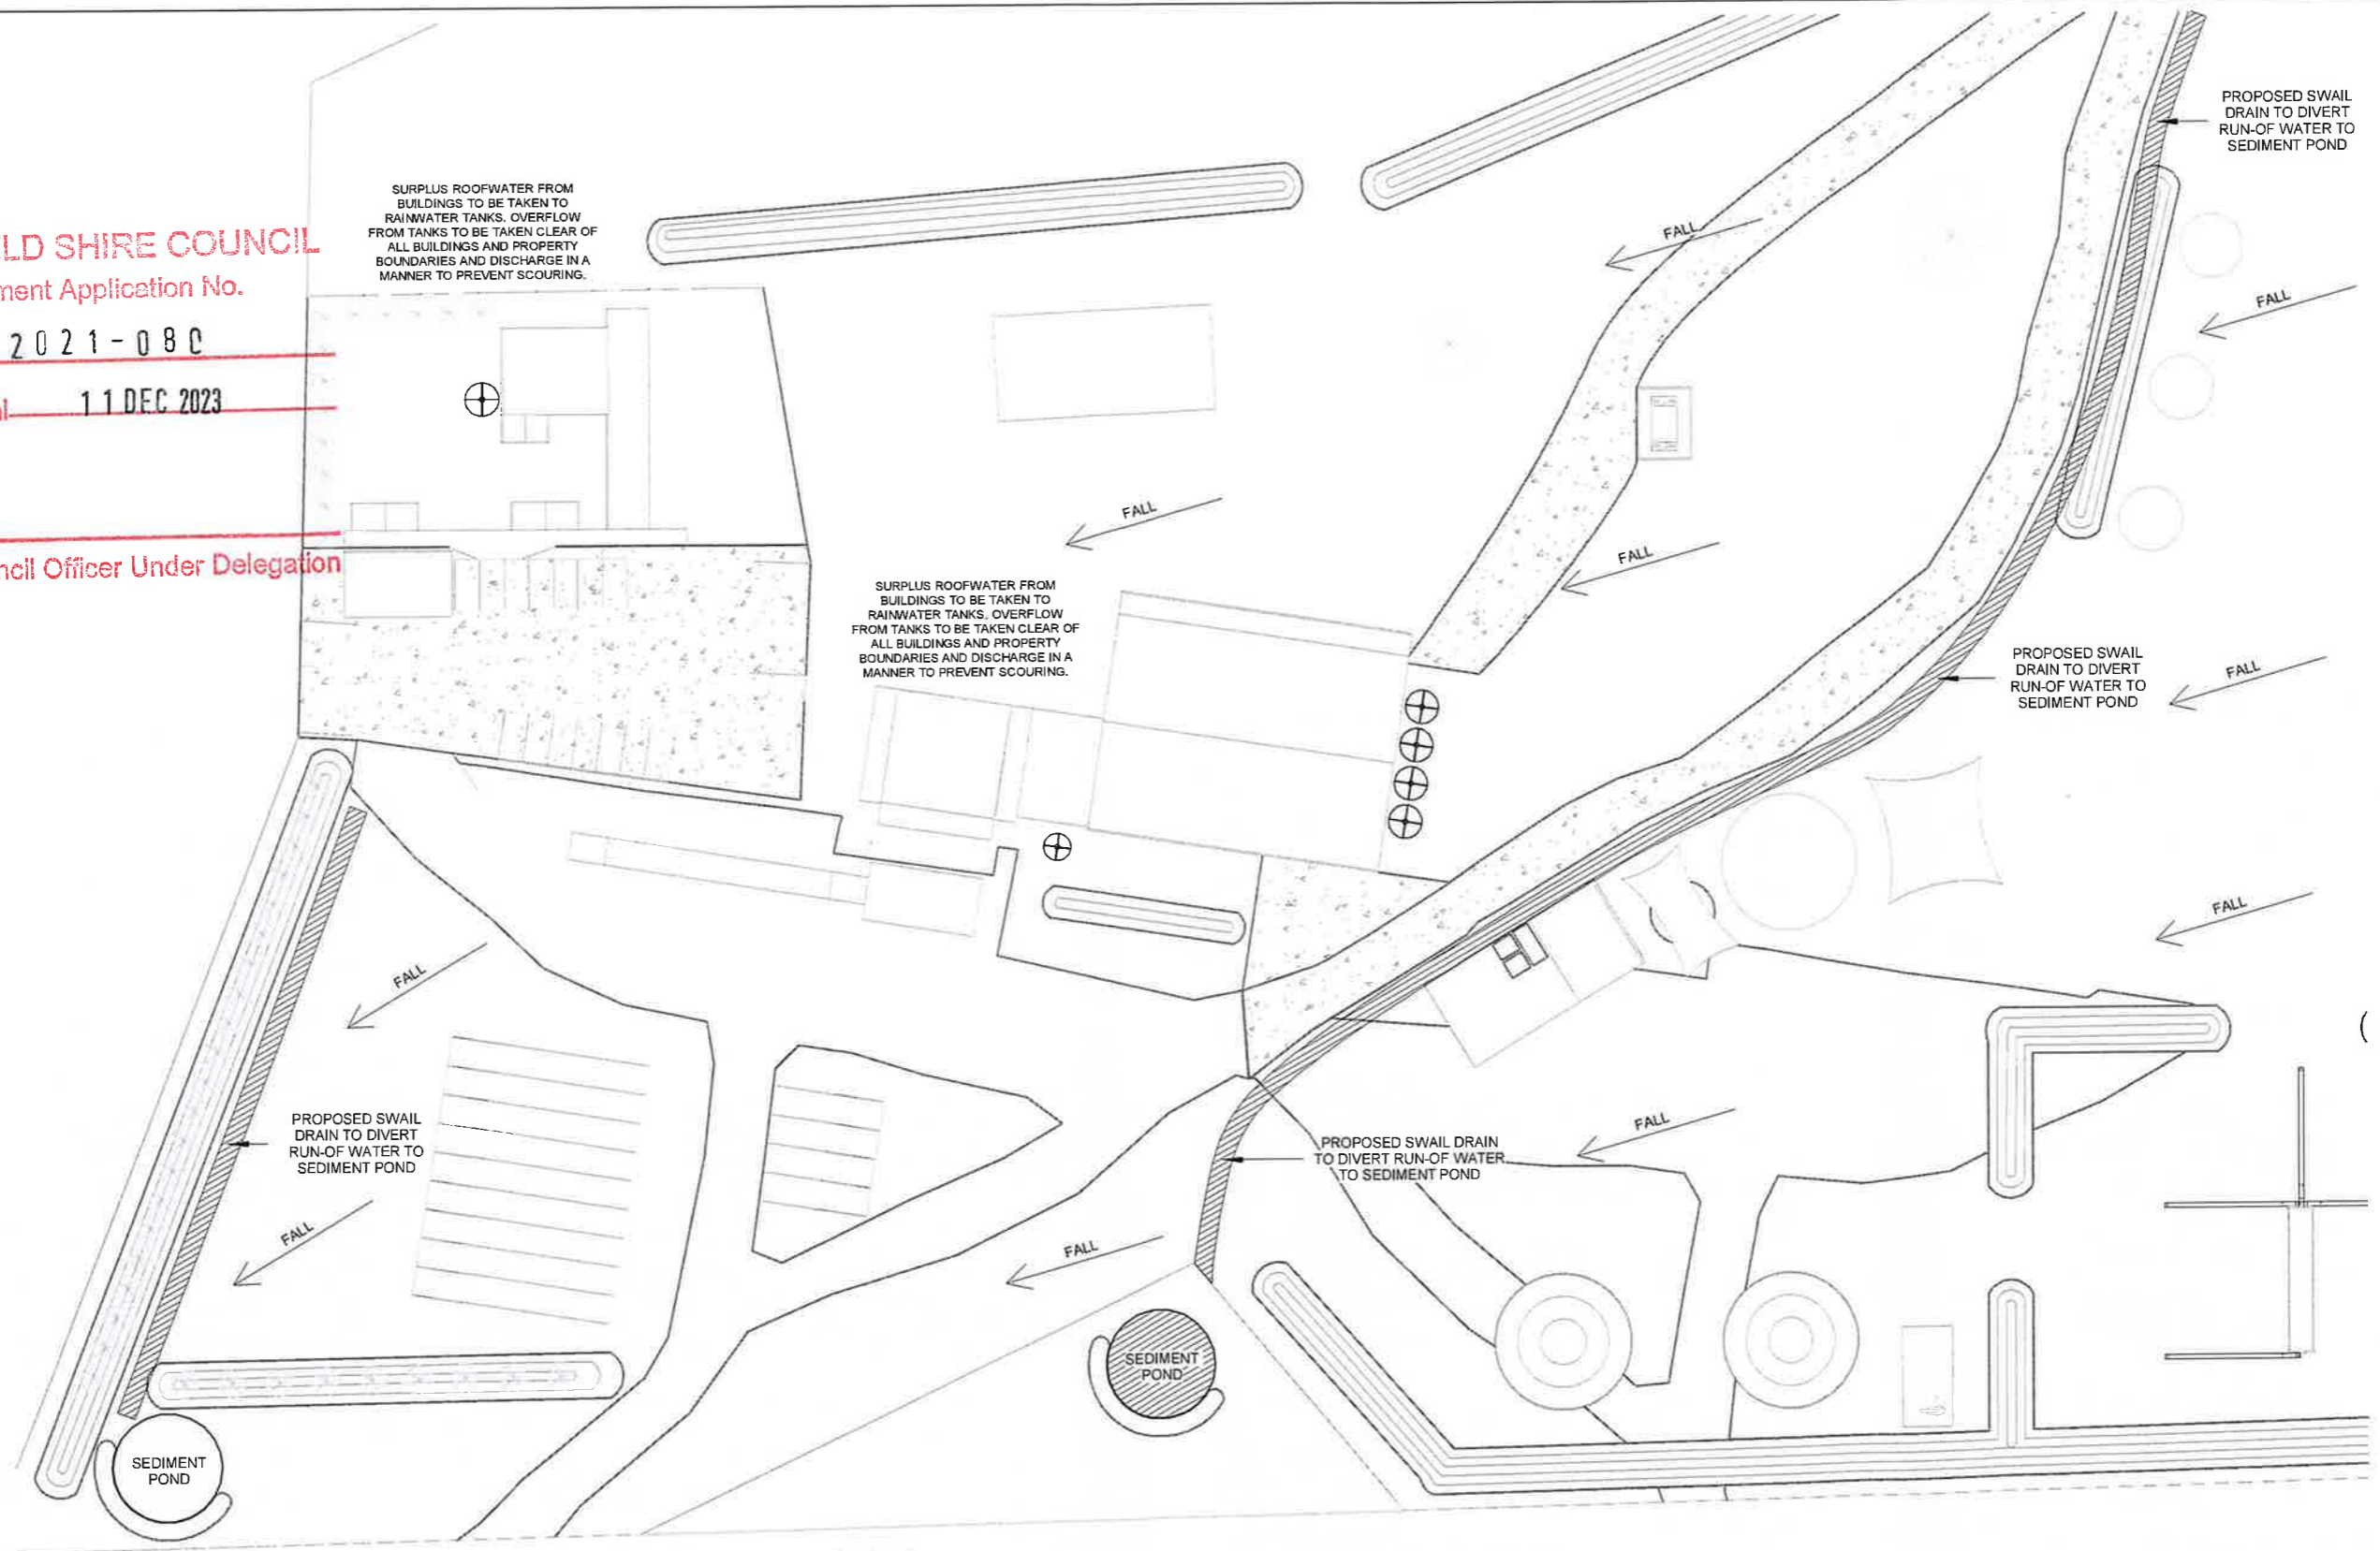 PROPOSED SWAIL
DRAIN TO DIVERT
RUN-OF WATER TO
SEDIMENT POND
SURPLUS ROOFWATER FROM
BUILDINGS TO BE TAKEN TO
RAINWATER TANKS. OVERFLOW
FROM TANKS TO BE TAKEN CLEAR OF
ALL BUILDINGS AND PROPERTY
BOUNDARIES AND DISCHARGE IN A
MANNER TO PREVENT SCOURING.
LD SHIRE COUNCIL
ment Application No.
2021-080
al 11 DEC 2023
ncil Officer Under Delegation
FALL
FALL
FALL
FALL
SURPLUS ROOFWATER FROM
BUILDINGS TO BE TAKEN TO
RAINWATER TANKS. OVERFLOW
FROM TANKS TO BE TAKEN CLEAR OF
ALL BUILDINGS AND PROPERTY
BOUNDARIES AND DISCHARGE IN A
MANNER TO PREVENT SCOURING.
PROPOSED SWAIL
DRAIN TO DIVERT
RUN-OF WATER TO
SEDIMENT POND
FALL
FALL
FALL
PROPOSED SWAIL
DRAIN TO DIVERT
RUN-OF WATER TO
SEDIMENT POND
FALL
PROPOSED SWAIL DRAIN
TO DIVERT RUN-OF WATER
TO SEDIMENT POND
FALL
FALL
SEDIMENT
POND
SEDIMENT
POND
(